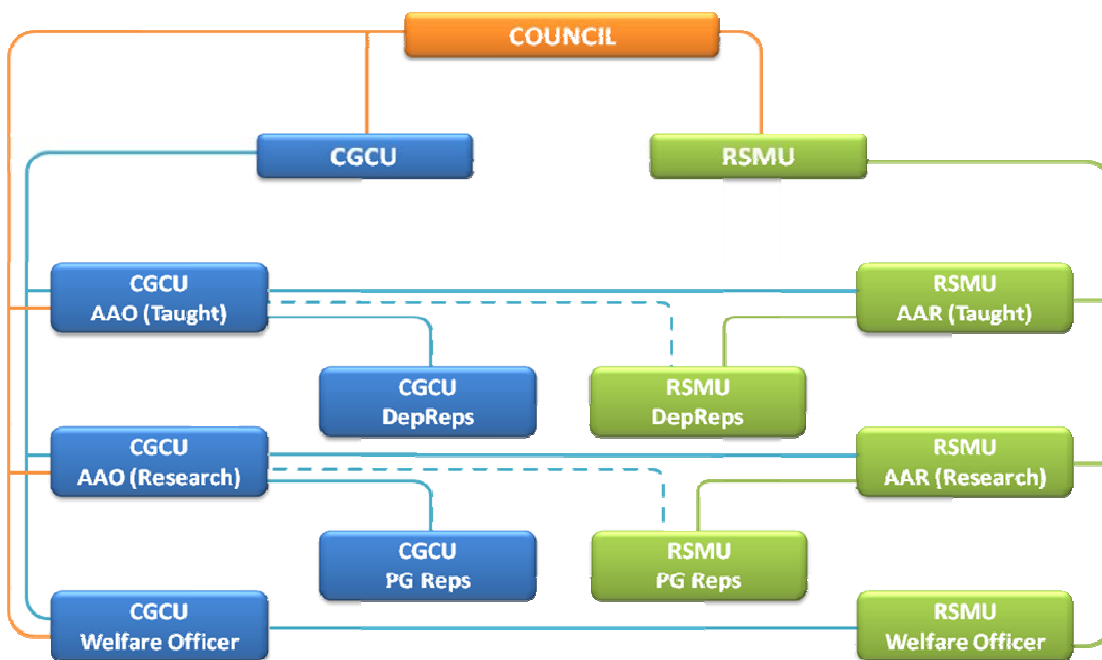 COUNCIL
CGCU
RSMU
CGCU
AAO (Taught)
RSMU
AAR (Taught)
CGCU
DepReps
RSMU
DepReps
CGCU
AAO (Research)
RSMU
AAR (Research)
CGCU
PG Reps
RSMU
PG Reps
CGCU
Welfare Officer
RSMU
Welfare Officer